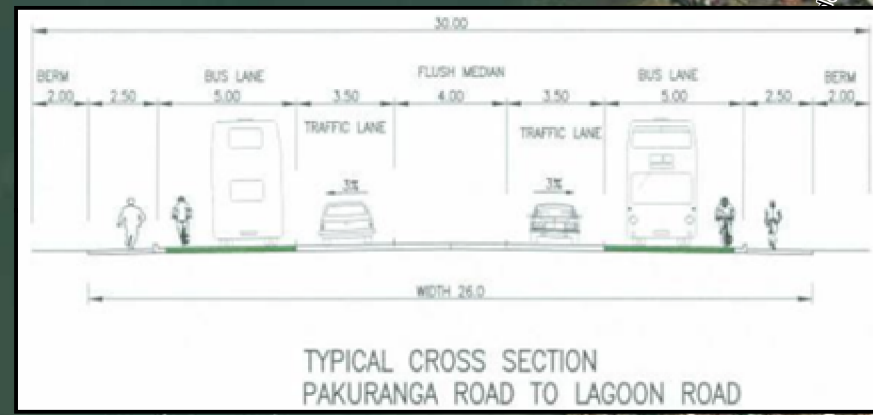 30.00
BERM BUS LANE FLUSH MEDIAN BUS LANE BERM
2.00 2.50 5.00 3.50 4.00 3.50 5.00 2.50 2.00
TRAFFIC LANE TRAFFIC LANE
3% 3%
WIDTH 26.0
TYPICAL CROSS SECTION
PAKURANGA ROAD TO LAGOON ROAD